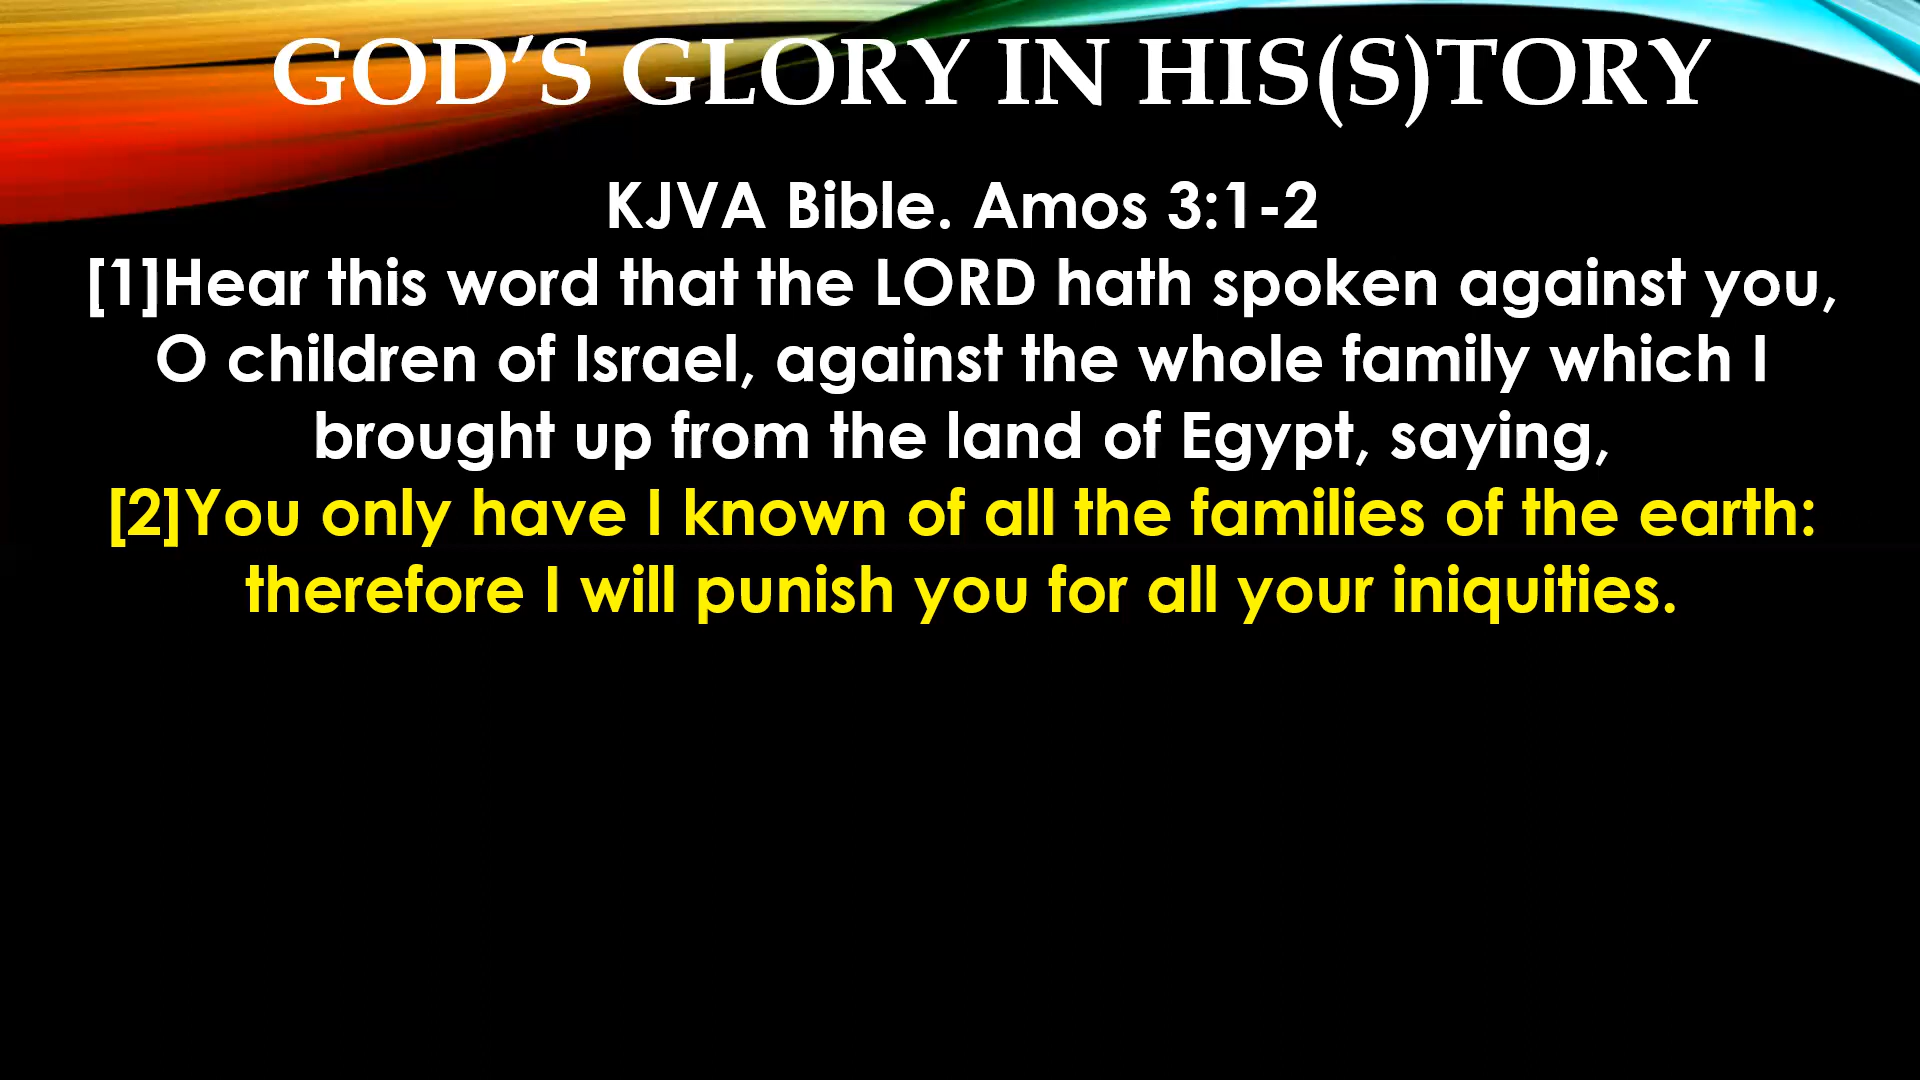 GOD’S GLORY IN HIS(S)TORY
KJVA Bible. Amos 3:1-2
[1]Hear this word that the LORD hath spoken against you,
O children of Israel, against the whole family which I
brought up from the land of Egypt, saying,
[2]You only have I known of all the families of the earth:
therefore I will punish you for all your iniquities.